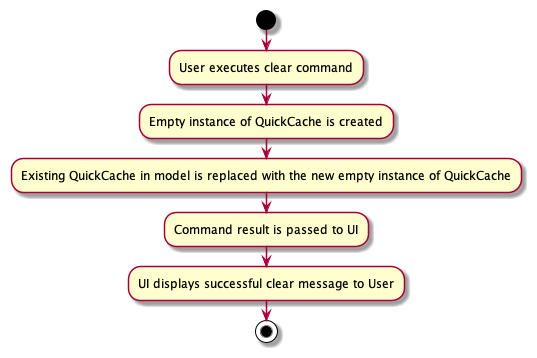 User executes clear command
Empty instance of QuickCache is created
Existing QuickCache in model is replaced with the new empty instance of QuickCache
Command result is passed to UI
UI displays successful clear message to User